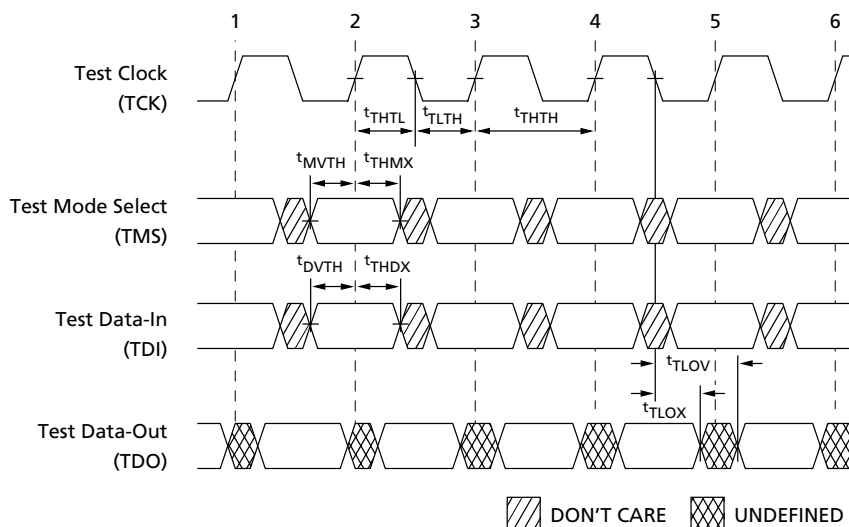 1 2 3 4 5 6
Test Clock
(TCK)
tTHTL tTLTH tTHTH
tMVTH tTHMX
Test Mode Select
(TMS)
tDVTH tTHDX
Test Data-In
(TDI)
tTLOV
tTLOX
Test Data-Out
(TDO)
DON'T CARE UNDEFINED